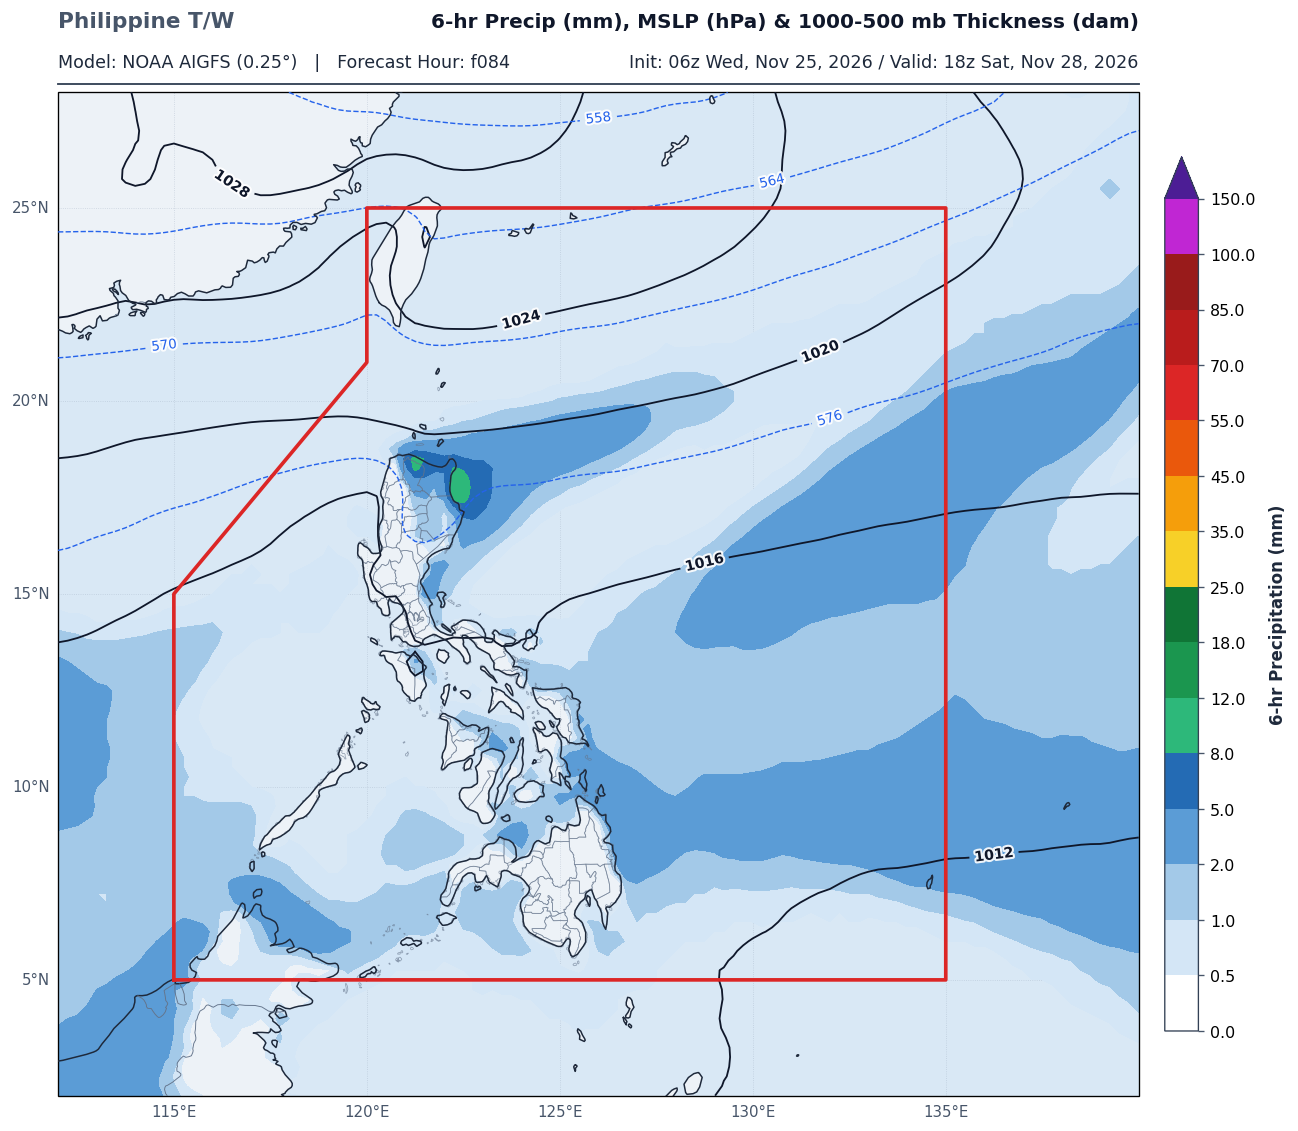 Philippine T/W
6-hr Precip (mm), MSLP (hPa) & 1000-500 mb Thickness (dam)
Model: NOAA AIGFS (0.25°) | Forecast Hour: f084
Init: 06z Wed, Nov 25, 2026 / Valid: 18z Sat, Nov 28, 2026
558
1028
564
25°N
1024
570
1020
20°N
576
1016
15°N
10°N
1012
5°N
115°E
120°E
125°E
130°E
135°E
150.0
100.0
85.0
70.0
55.0
45.0
35.0
25.0
18.0
12.0
8.0
5.0
2.0
1.0
0.5
0.0
6-hr Precipitation (mm)